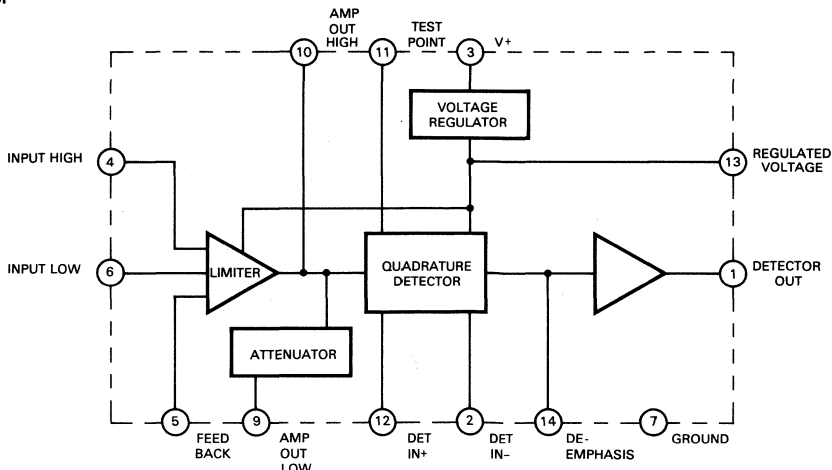 AMP
OUT
HIGH
10
11
TEST
POINT
3
V+
VOLTAGE
REGULATOR
INPUT HIGH
4
13
REGULATED
VOLTAGE
INPUT LOW
6
LIMITER
QUADRATURE
DETECTOR
1
DETECTOR
OUT
ATTENUATOR
5
FEED
BACK
9
AMP
OUT
LOW
12
DET
IN+
2
DET
IN−
14
DE-
EMPHASIS
7
GROUND